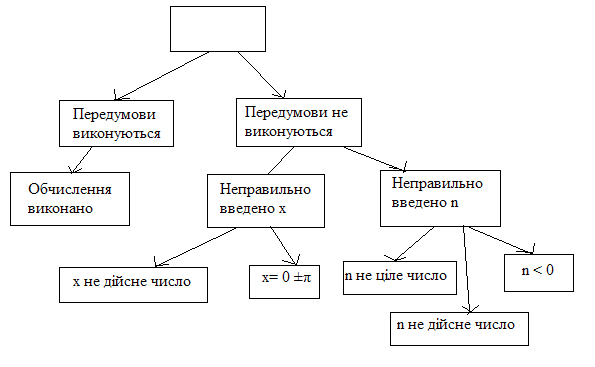 Передумови
виконуються
Передумови не
виконуються
Обчислення
виконано
Неправильно
введено x
Неправильно
введено n
x не дійсне число
x= 0 ±π
n не ціле число
n < 0
n не дійсне число